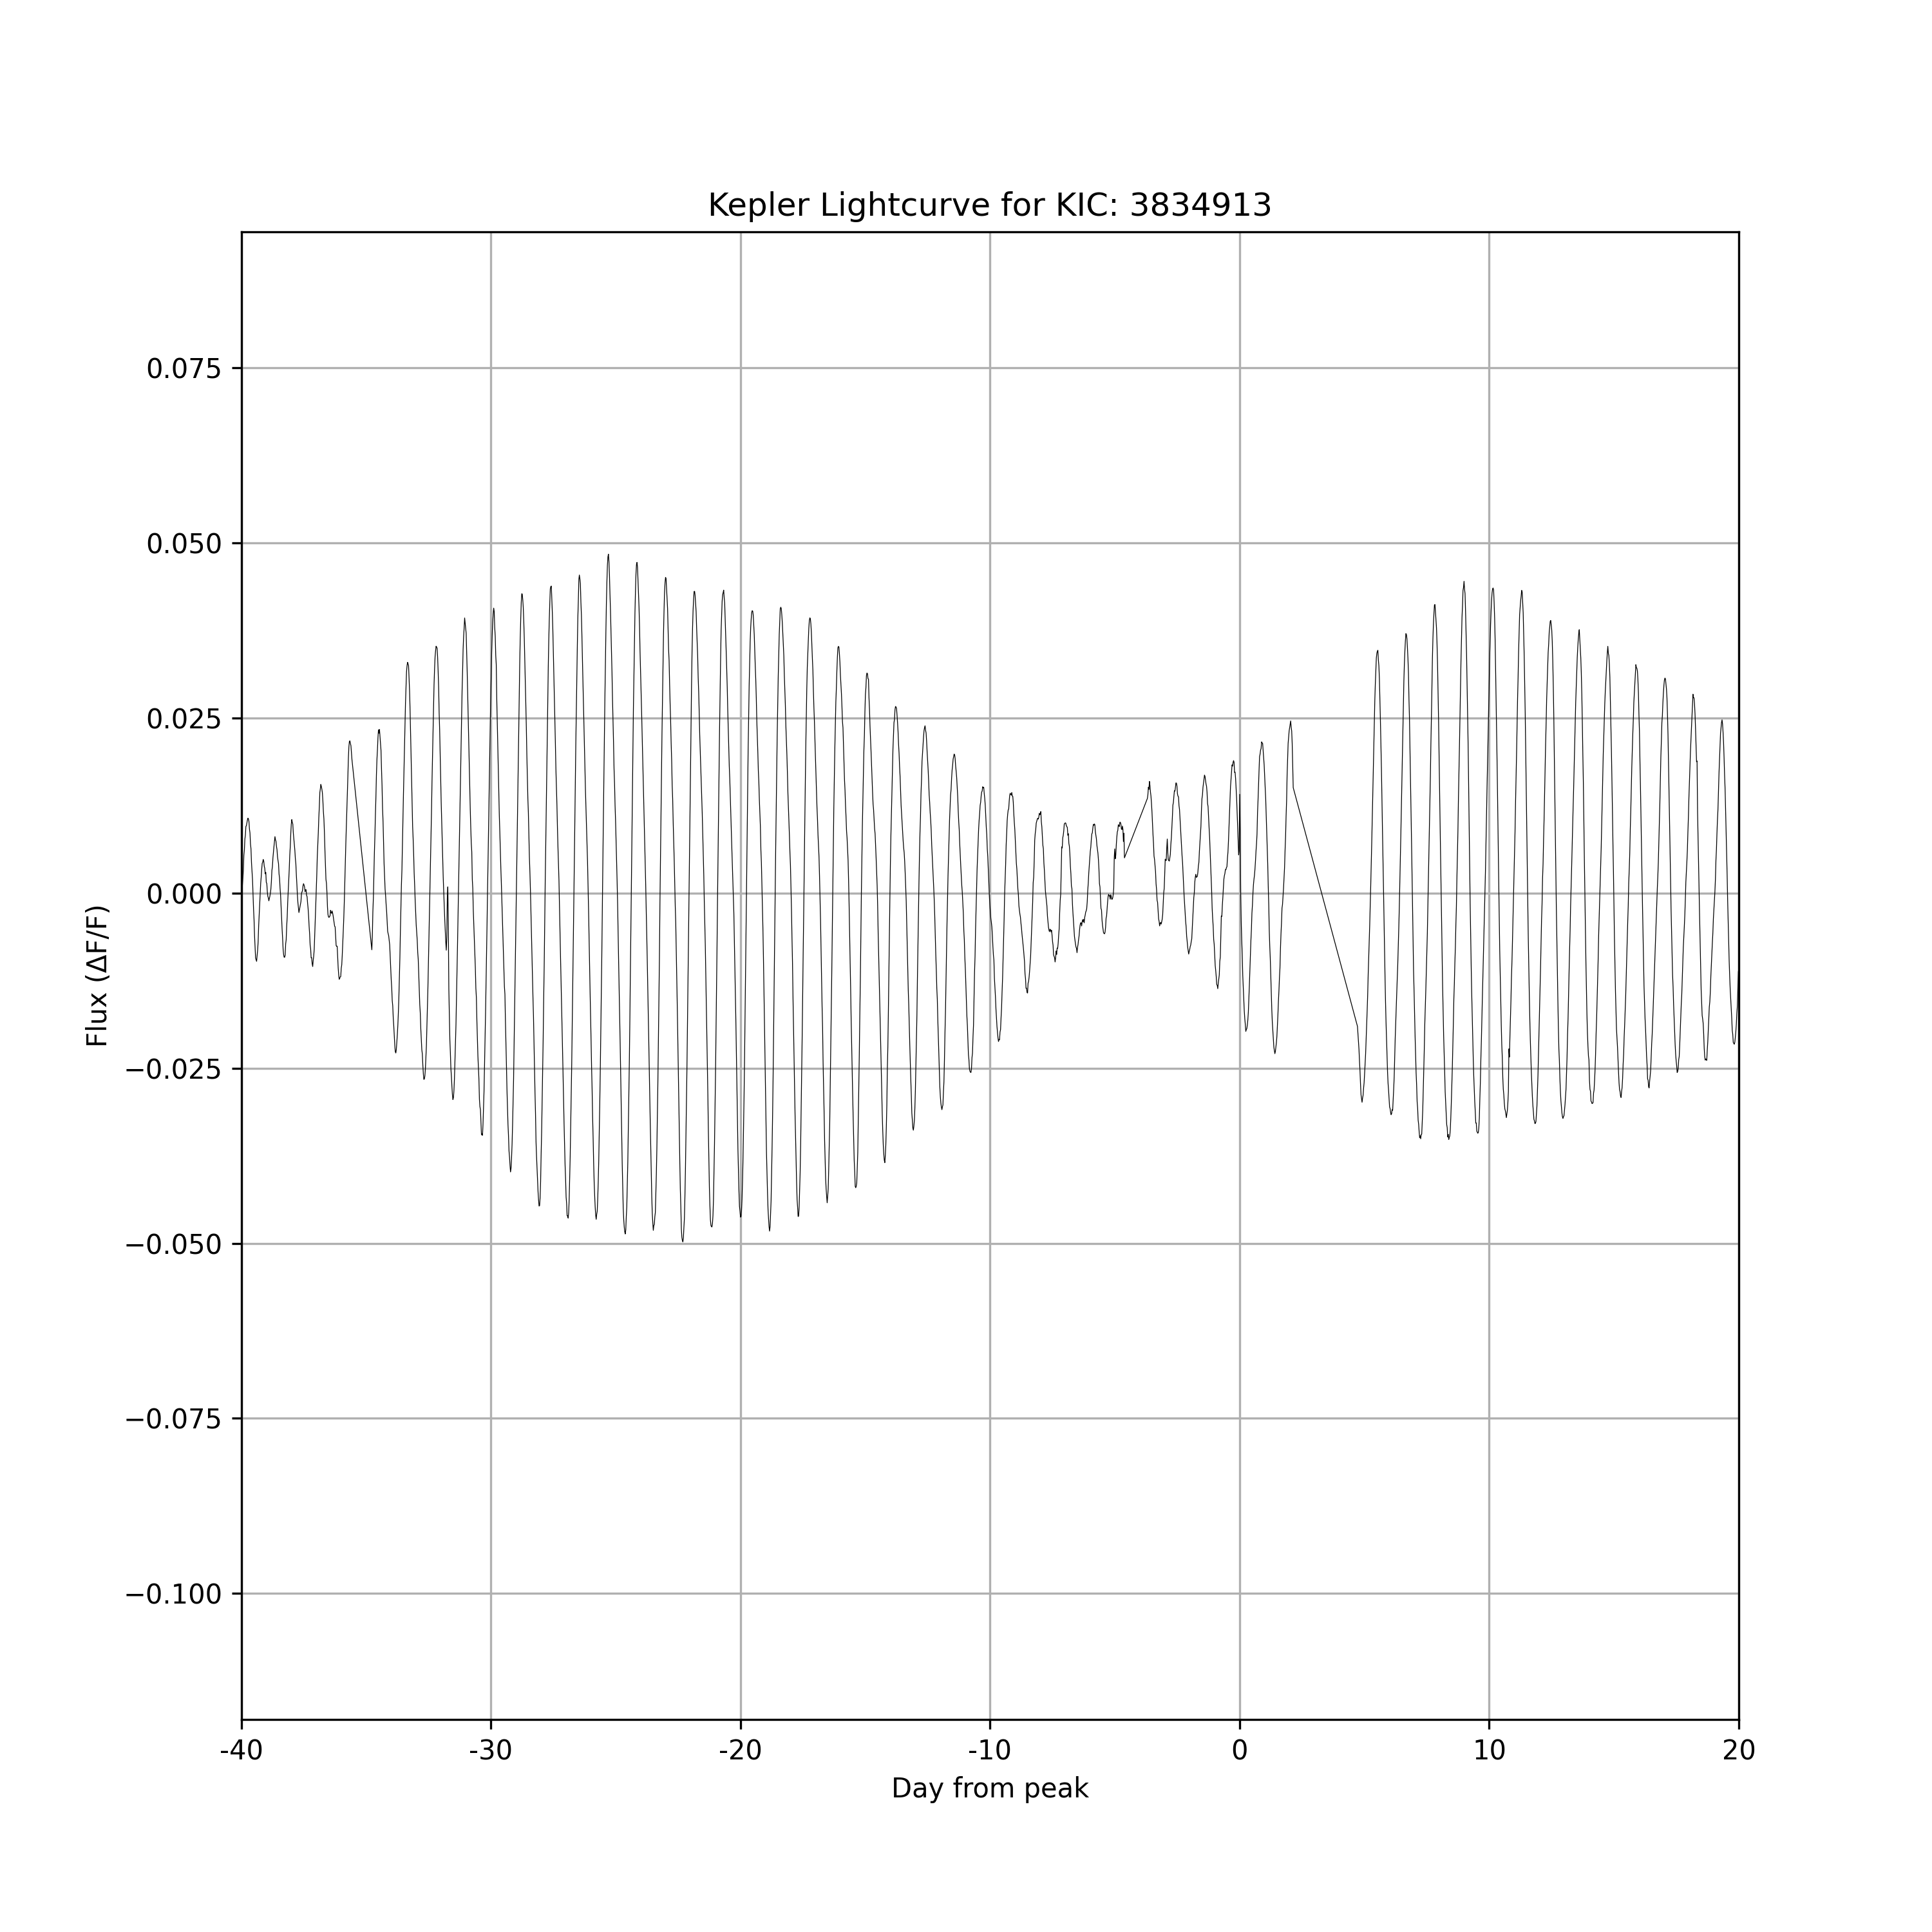 Kepler Lightcurve for KIC: 3834913
0.075
0.050
0.025
0.000
−0.025
−0.050
−0.075
−0.100
Flux (ΔF/F)
-40 -30 -20 -10 0 10 20
Day from peak